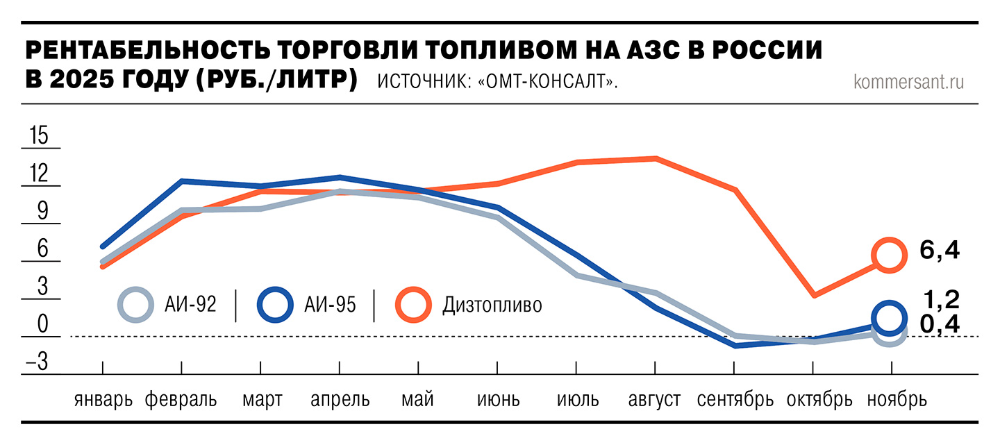 РЕНТАБЕЛЬНОСТЬ ТОРГОВЛИ ТОПЛИВОМ НА АЗС В РОССИИ
В 2025 ГОДУ (РУБ./ЛИТР) ИСТОЧНИК: «ОМТ-КОНСАЛТ».
kommersant.ru
15
12
9
6
3
0
–3
6,4
1,2
0,4
АИ-92
АИ-95
Дизтопливо
январь февраль март апрель май июнь июль август сентябрь октябрь ноябрь